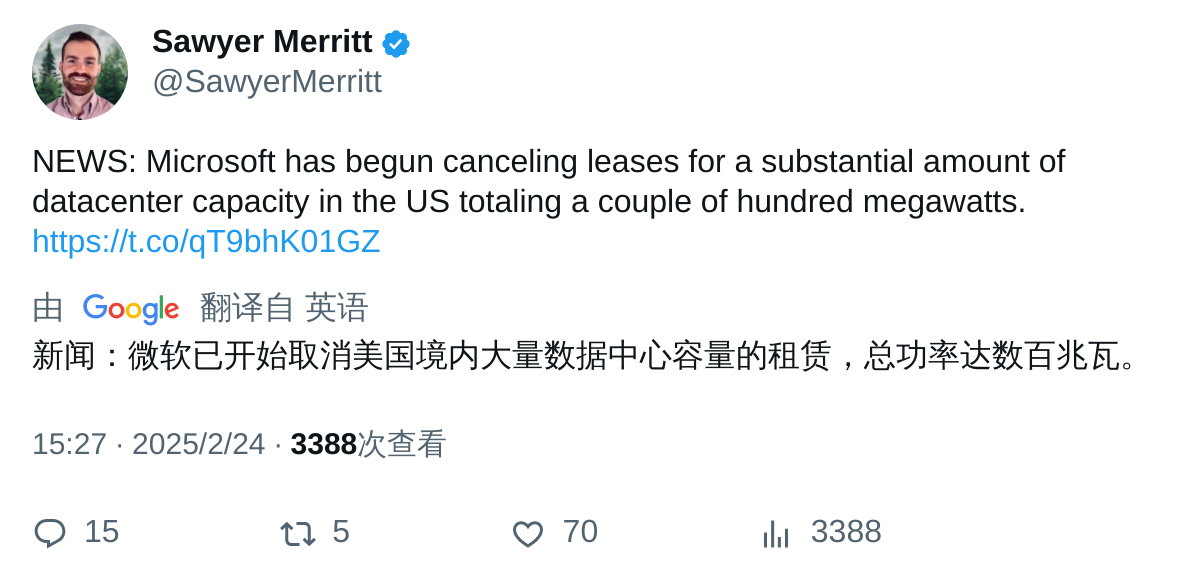 Sawyer Merritt
@SawyerMerritt
NEWS: Microsoft has begun canceling leases for a substantial amount of
datacenter capacity in the US totaling a couple of hundred megawatts.
https://t.co/qT9bhK01GZ
由 Google 翻译自 英语
新闻：微软已开始取消美国境内大量数据中心容量的租赁，总功率达数百兆瓦。
15:27 · 2025/2/24 · 3388次查看
15 5 70 3388